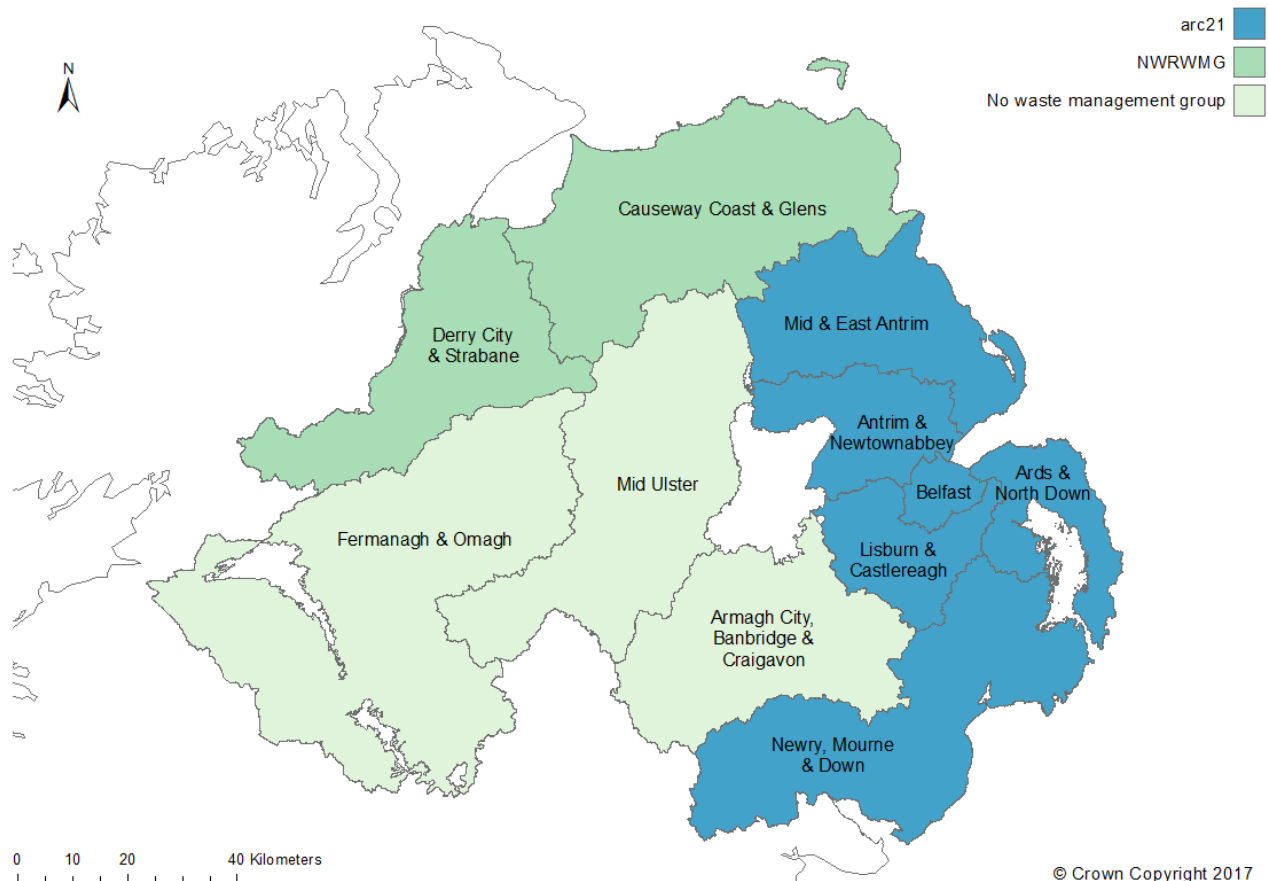 arc21
NWRWMG
No waste management group
N
Causeway Coast & Glens
Mid & East Antrim
Derry City
& Strabane
Antrim &
Newtownabbey
Ards &
North Down
Belfast
Mid Ulster
Fermanagh & Omagh
Lisburn &
Castlereagh
Armagh City,
Banbridge &
Craigavon
Newry, Mourne
& Down
0 10 20 40 Kilometers
© Crown Copyright 2017